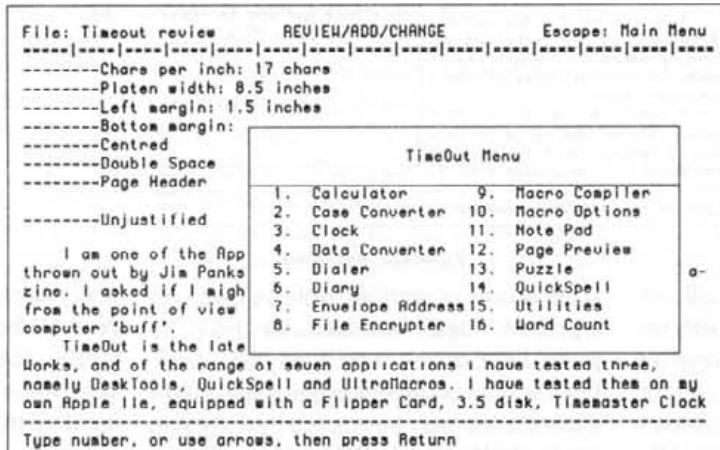 File: Timeout review REVIEW/ADD/CHANGE Escape: Main Menu
-----|----|----|----|----|----|----|----|----|----|----|----|----|----|----|----
--------Chars per inch: 17 chars
--------Platen width: 8.5 inches
--------Left margin: 1.5 inches
--------Bottom margin:
--------Centred
--------Double Space
--------Page Header
--------Unjustified
TimeOut Menu
1. Calculator 9. Macro Compiler
2. Case Converter 10. Macro Options
3. Clock 11. Note Pad
4. Data Converter 12. Page Preview
5. Dialer 13. Puzzle
6. Diary 14. QuickSpell
7. Envelope Address 15. Utilities
8. File Encrypter 16. Word Count
I am one of the App
thrown out by Jim Panks a-
zine. I asked if I migh
from the point of view
computer 'buff'.
TimeOut is the late
Works, and of the range of seven applications I have tested three,
namely DeskTools, QuickSpell and UltraMacros. I have tested them on my
own Apple IIe, equipped with a Flipper Card, 3.5 disk, Timemaster Clock
Type number, or use arrows, then press Return